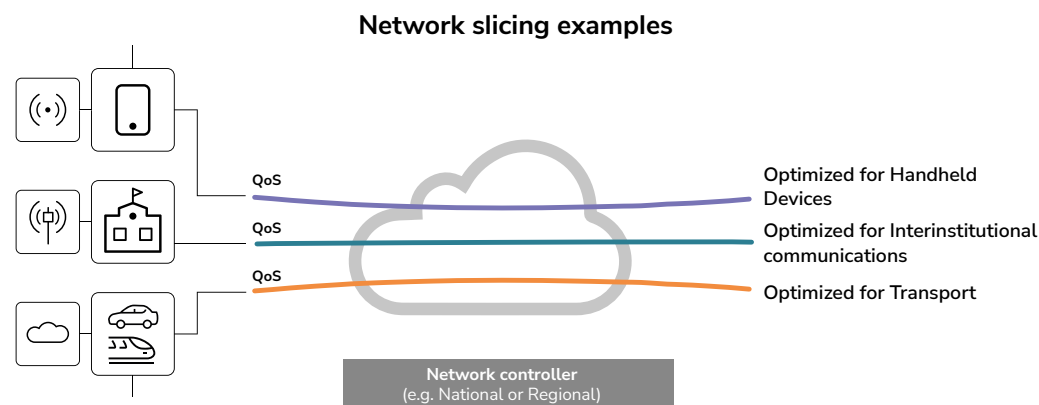 Network slicing examples
QoS
Optimized for Handheld
Devices
QoS
Optimized for Interinstitutional
communications
QoS
Optimized for Transport
Network controller
(e.g. National or Regional)